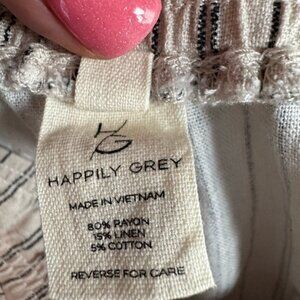 HG
HAPPILY GREY
MADE IN VIETNAM
80% RAYON
15% LINEN
5% COTTON
REVERSE FOR CARE